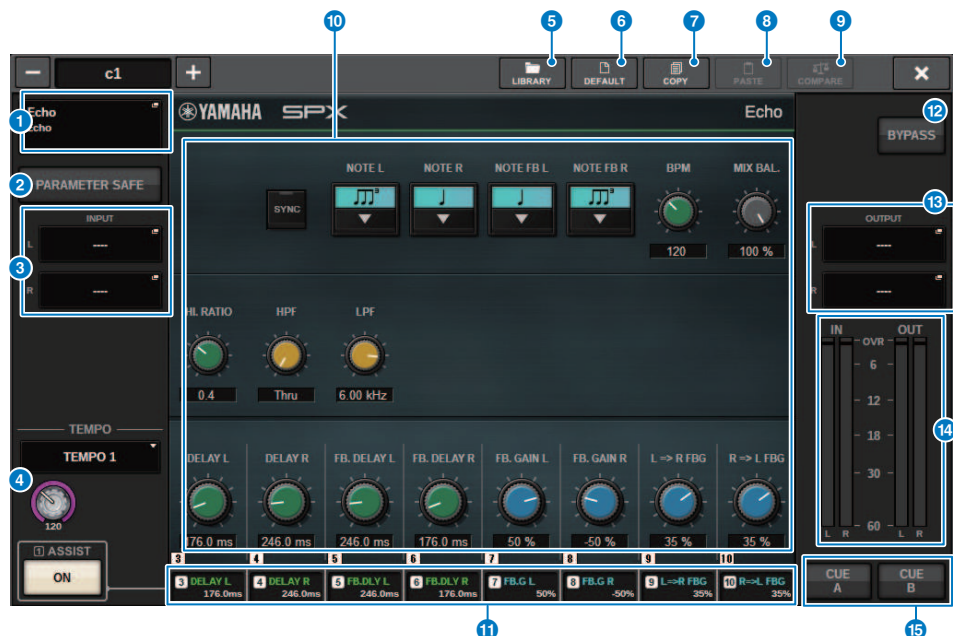 10 5 6 7 8 9
− c1 + LIBRARY DEFAULT COPY PASTE COMPARE ×
1 Echo
Echo
YAMAHA SPX Echo
12 BYPASS
2 PARAMETER SAFE
NOTE L NOTE R NOTE FB L NOTE FB R BPM MIX BAL.
SYNC
3
120 100 %
3 INPUT
L ----
R ----
13 OUTPUT
L ----
R ----
HL RATIO HPF LPF
0.4 Thru 6.00 kHz
IN OUT
OVR
6
12
18
30
60
L R L R
14
TEMPO
4 TEMPO 1
120
DELAY L DELAY R FB. DELAY L FB. DELAY R FB. GAIN L FB. GAIN R L => R FBG R => L FBG
176.0 ms 246.0 ms 246.0 ms 176.0 ms 50 % -50 % 35 % 35 %
3 4 5 6 7 8 9 10
1 ASSIST
ON
3 DELAY L 4 DELAY R 5 FB.DLY L 6 FB.DLY R 7 FB.G L 8 FB.G R 9 L=>R FBG 10 R=>L FBG
176.0ms 246.0ms 246.0ms 176.0ms 50% -50% 35% 35%
CUE A CUE B
11 15